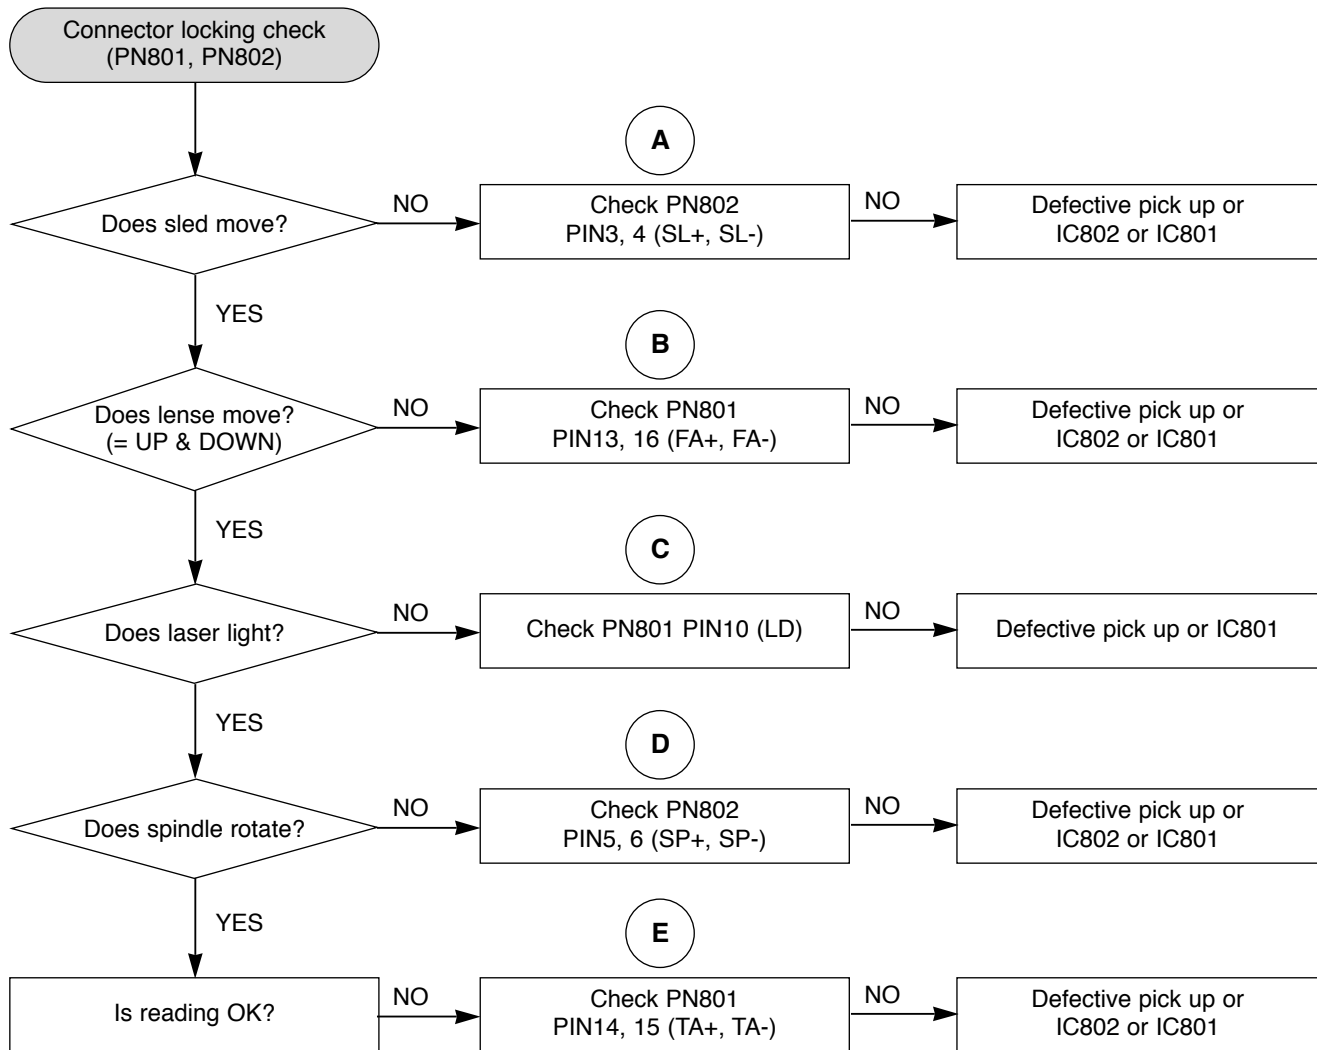 Connector locking check
(PN801, PN802)
A
Does sled move?
NO
Check PN802
PIN3, 4 (SL+, SL-)
NO
Defective pick up or
IC802 or IC801
YES
B
Does lense move?
(= UP & DOWN)
NO
Check PN801
PIN13, 16 (FA+, FA-)
NO
Defective pick up or
IC802 or IC801
YES
C
Does laser light?
NO
Check PN801 PIN10 (LD)
NO
Defective pick up or IC801
YES
D
Does spindle rotate?
NO
Check PN802
PIN5, 6 (SP+, SP-)
NO
Defective pick up or
IC802 or IC801
YES
E
Is reading OK?
NO
Check PN801
PIN14, 15 (TA+, TA-)
NO
Defective pick up or
IC802 or IC801